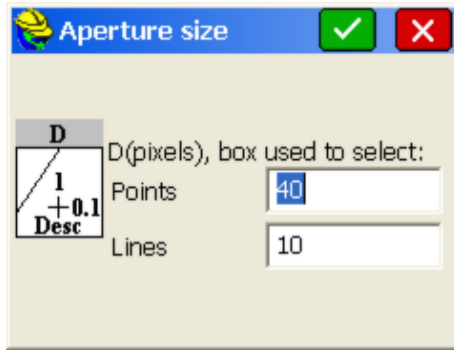 Aperture size
D
D(pixels), box used to select:
1
+0.1
Desc
Points 40
Lines 10